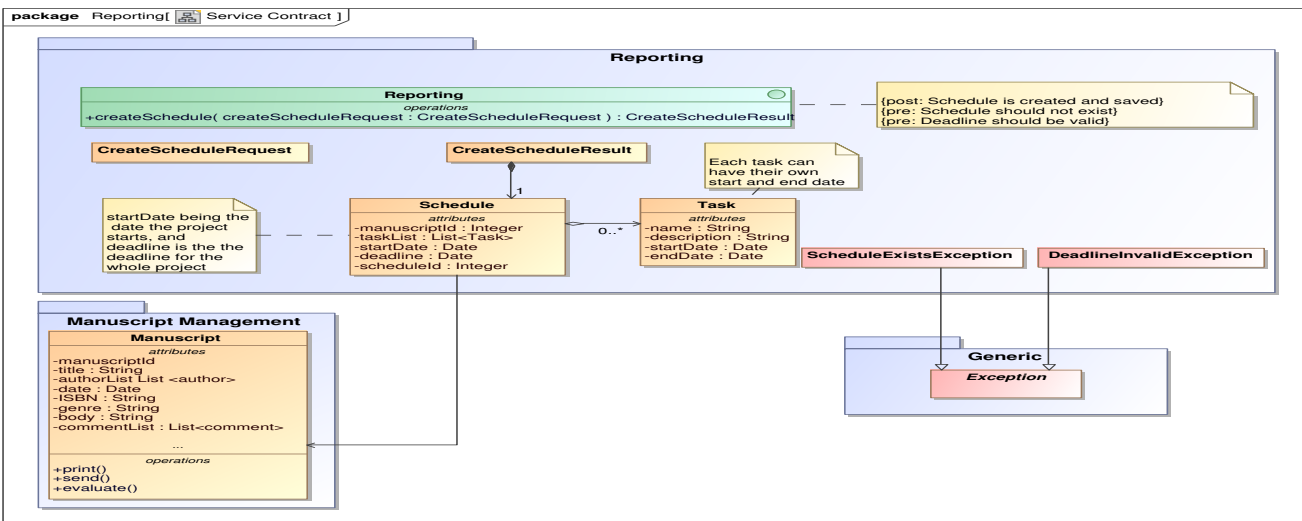 package Reporting[ Service Contract ]
Reporting
Reporting
operations
+createSchedule( createScheduleRequest : CreateScheduleRequest ) : CreateScheduleResult
{post: Schedule is created and saved}
{pre: Schedule should not exist}
{pre: Deadline should be valid}
CreateScheduleRequest
CreateScheduleResult
Each task can
have their own
start and end date
1
startDate being the
date the project
starts, and
deadline is the the
deadline for the
whole project
Schedule
attributes
-manuscriptId : Integer
-taskList : List<Task>
-startDate : Date
-deadline : Date
-scheduleId : Integer
0..*
Task
attributes
-name : String
-description : String
-startDate : Date
-endDate : Date
ScheduleExistsException
DeadlineInvalidException
Manuscript Management
Manuscript
attributes
-manuscriptId
-title : String
-authorList List <author>
-date : Date
-ISBN : String
-genre : String
-body : String
-commentList : List<comment>
...
operations
+print()
+send()
+evaluate()
Generic
Exception